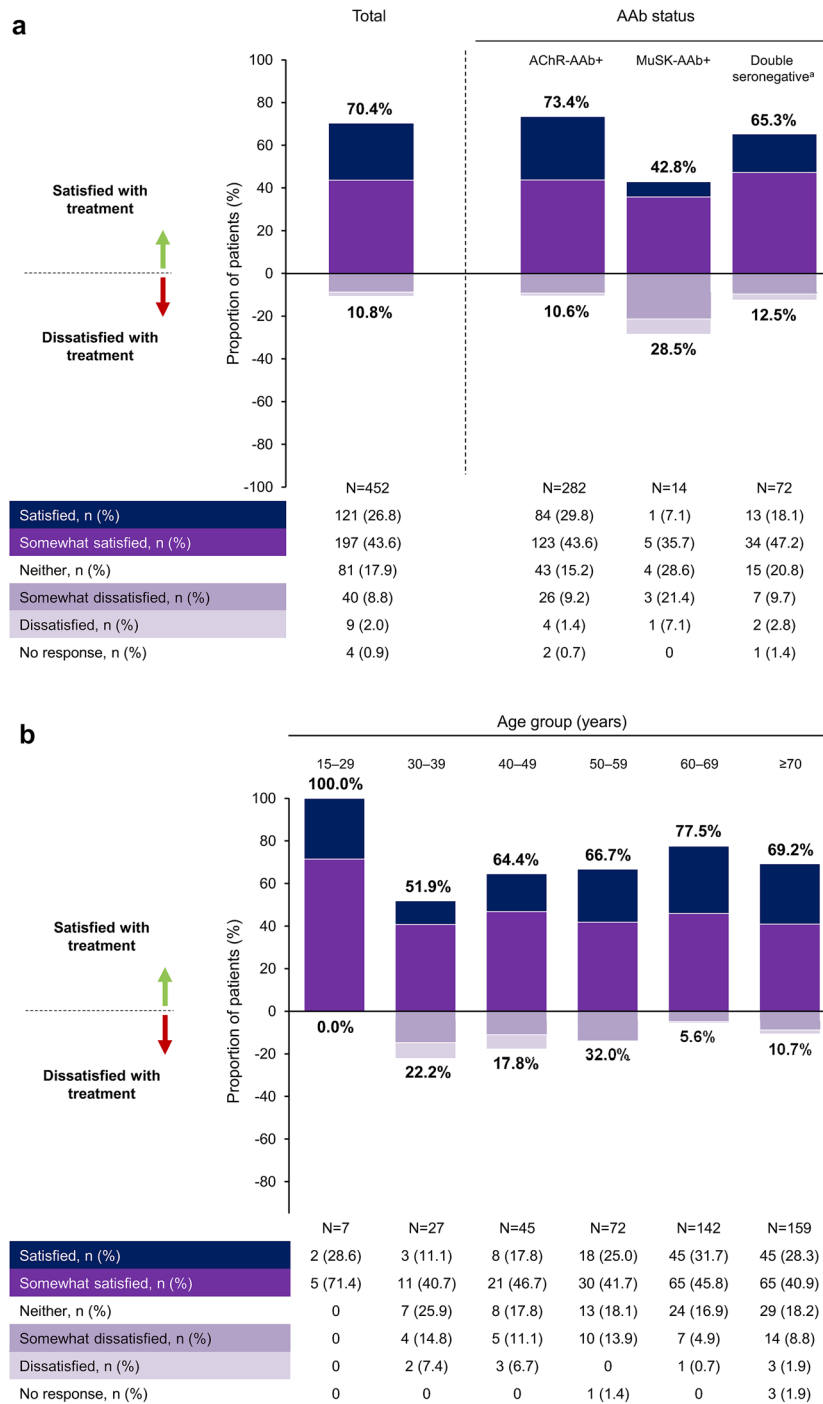 a
Total
AAb status
AChR-AAb+ MuSK-AAb+ Double seronegativeᵃ
Proportion of patients (%)
100
80
60
40
20
0
-20
-40
-60
-80
-100
70.4% 73.4% 42.8% 65.3%
Satisfied with treatment
Dissatisfied with treatment
10.8% 10.6% 28.5% 12.5%
N=452 N=282 N=14 N=72
Satisfied, n (%) 121 (26.8) 84 (29.8) 1 (7.1) 13 (18.1)
Somewhat satisfied, n (%) 197 (43.6) 123 (43.6) 5 (35.7) 34 (47.2)
Neither, n (%) 81 (17.9) 43 (15.2) 4 (28.6) 15 (20.8)
Somewhat dissatisfied, n (%) 40 (8.8) 26 (9.2) 3 (21.4) 7 (9.7)
Dissatisfied, n (%) 9 (2.0) 4 (1.4) 1 (7.1) 2 (2.8)
No response, n (%) 4 (0.9) 2 (0.7) 0 1 (1.4)
b
Age group (years)
15–29 30–39 40–49 50–59 60–69 ≥70
Proportion of patients (%)
100
80
60
40
20
0
-20
-40
-60
-80
100.0% 51.9% 64.4% 66.7% 77.5% 69.2%
Satisfied with treatment
Dissatisfied with treatment
0.0% 22.2% 17.8% 32.0% 5.6% 10.7%
N=7 N=27 N=45 N=72 N=142 N=159
Satisfied, n (%) 2 (28.6) 3 (11.1) 8 (17.8) 18 (25.0) 45 (31.7) 45 (28.3)
Somewhat satisfied, n (%) 5 (71.4) 11 (40.7) 21 (46.7) 30 (41.7) 65 (45.8) 65 (40.9)
Neither, n (%) 0 7 (25.9) 8 (17.8) 13 (18.1) 24 (16.9) 29 (18.2)
Somewhat dissatisfied, n (%) 0 4 (14.8) 5 (11.1) 10 (13.9) 7 (4.9) 14 (8.8)
Dissatisfied, n (%) 0 2 (7.4) 3 (6.7) 0 1 (0.7) 3 (1.9)
No response, n (%) 0 0 0 1 (1.4) 0 3 (1.9)